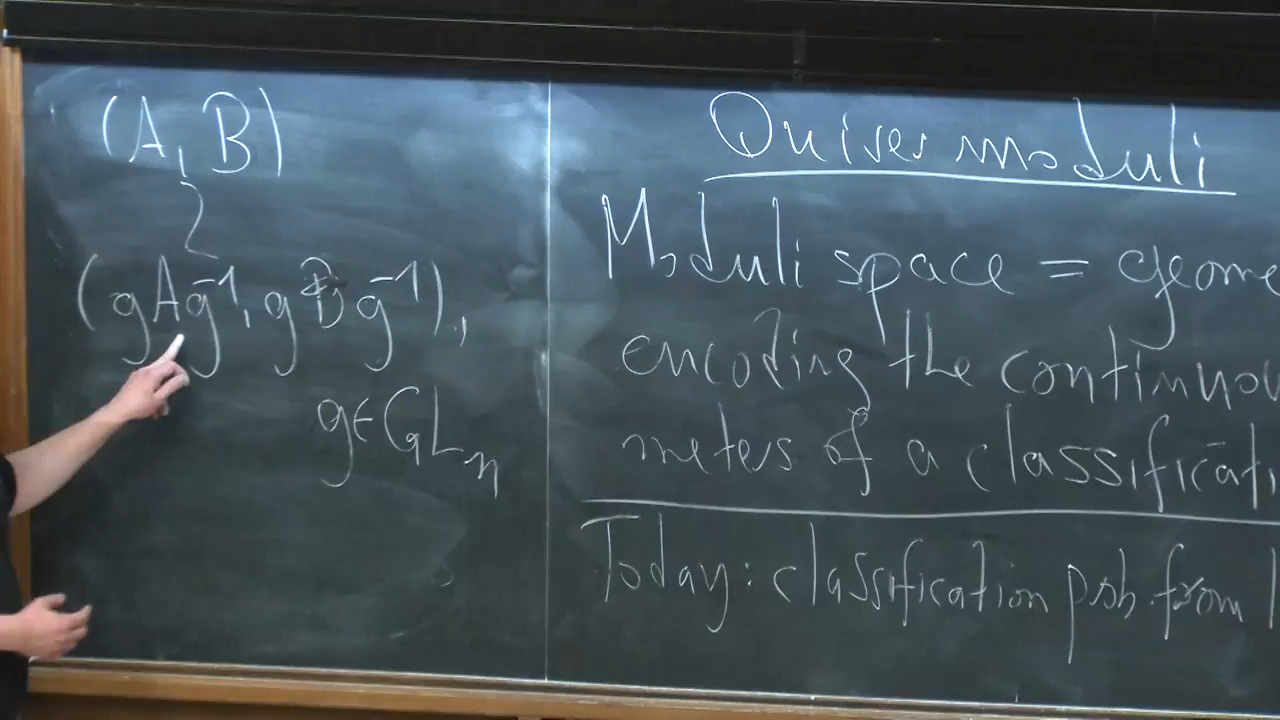 (A, B)
~
(gAg⁻¹, gBg⁻¹),
g∈GLₙ
Quiver moduli
Moduli space = geome
encoding the continuou
meters of a classificati
Today: classification prob. from l